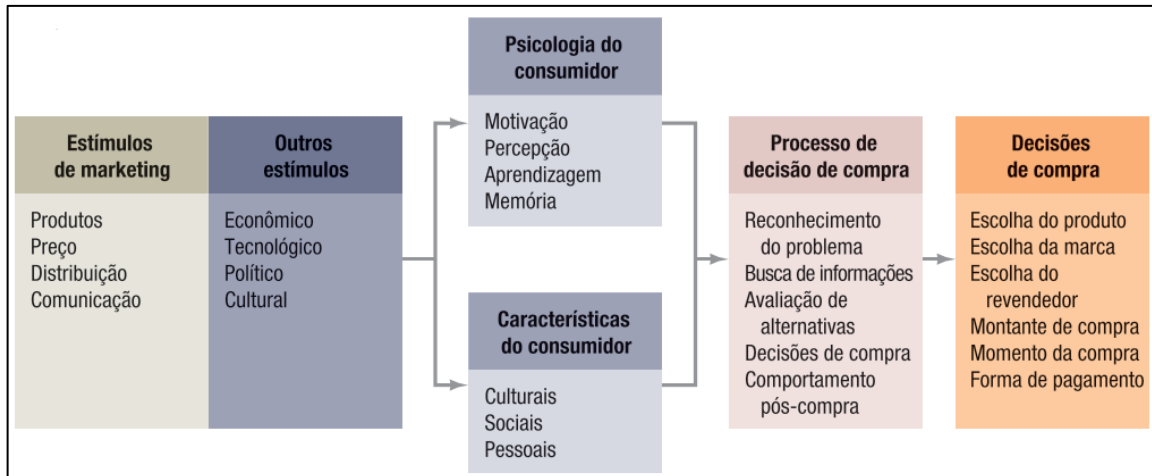 Estímulos
de marketing
Produtos
Preço
Distribuição
Comunicação
Outros
estímulos
Econômico
Tecnológico
Político
Cultural
Psicologia do
consumidor
Motivação
Percepção
Aprendizagem
Memória
Características
do consumidor
Culturais
Sociais
Pessoais
Processo de
decisão de compra
Reconhecimento
do problema
Busca de informações
Avaliação de
alternativas
Decisões de compra
Comportamento
pós-compra
Decisões
de compra
Escolha do produto
Escolha da marca
Escolha do
revendedor
Montante de compra
Momento da compra
Forma de pagamento